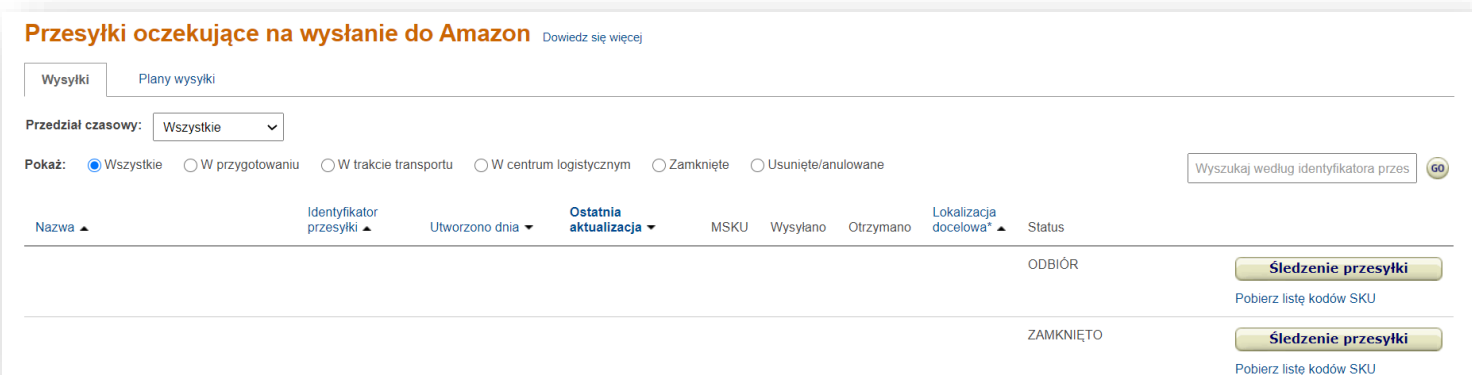 Przesyłki oczekujące na wysłanie do Amazon Dowiedz się więcej
Wysyłki Plany wysyłki
Przedział czasowy: Wszystkie
Pokaż: Wszystkie W przygotowaniu W trakcie transportu W centrum logistycznym Zamknięte Usunięte/anulowane Wyszukaj według identyfikatora przes GO
Nazwa Identyfikator przesyłki Utworzono dnia Ostatnia aktualizacja MSKU Wysyłano Otrzymano Lokalizacja docelowa* Status
ODBIÓR Śledzenie przesyłki
Pobierz listę kodów SKU
ZAMKNIĘTO Śledzenie przesyłki
Pobierz listę kodów SKU